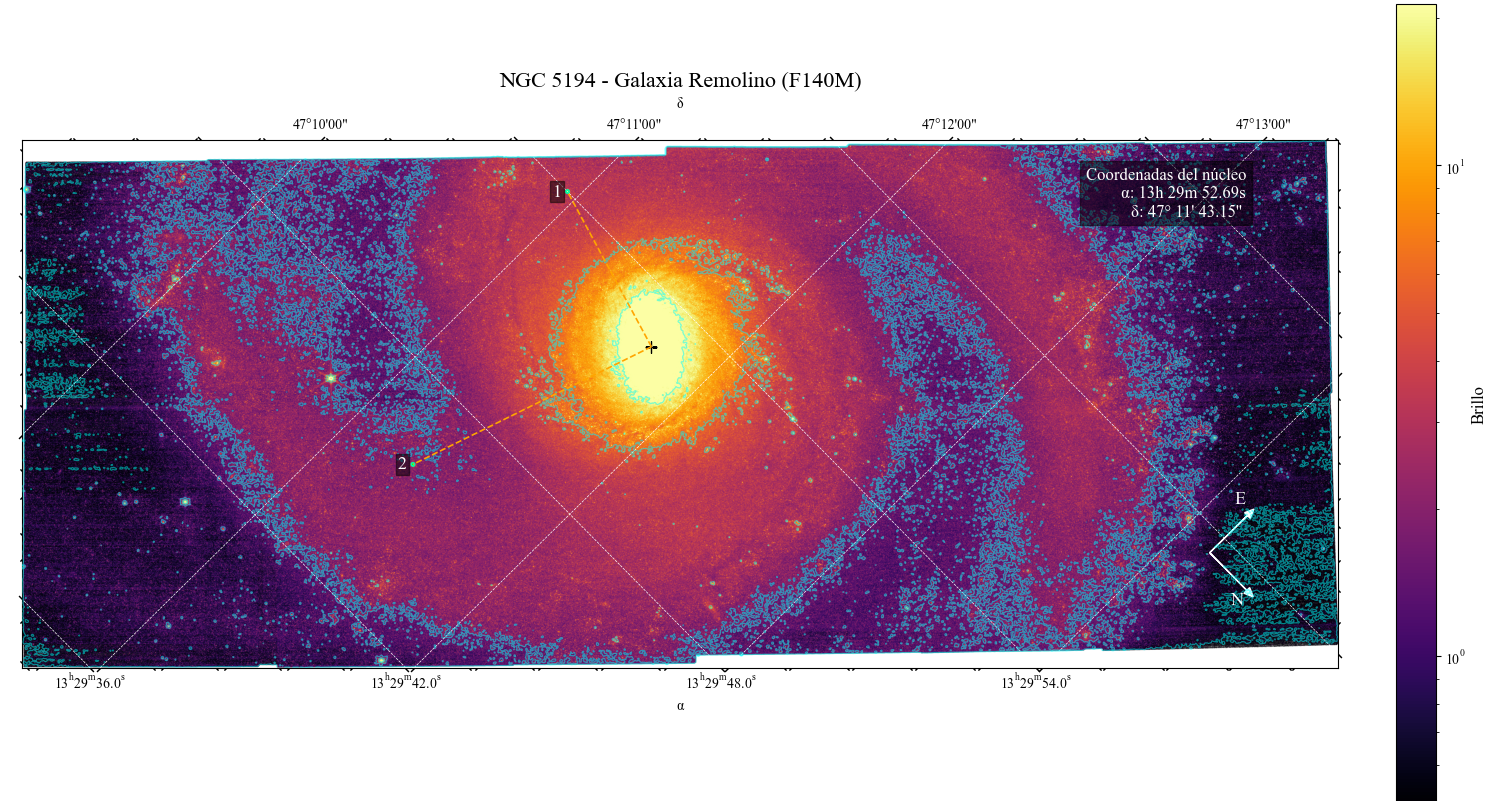 NGC 5194 - Galaxia Remolino (F140M)
δ
47°10'00" 47°11'00" 47°12'00" 47°13'00"
Coordenadas del núcleo
α: 13h 29m 52.69s
δ: 47° 11' 43.15"
1
2
E
N
13ʰ29ᵐ36.0ˢ 13ʰ29ᵐ42.0ˢ 13ʰ29ᵐ48.0ˢ 13ʰ29ᵐ54.0ˢ
α
10¹
10⁰
Brillo